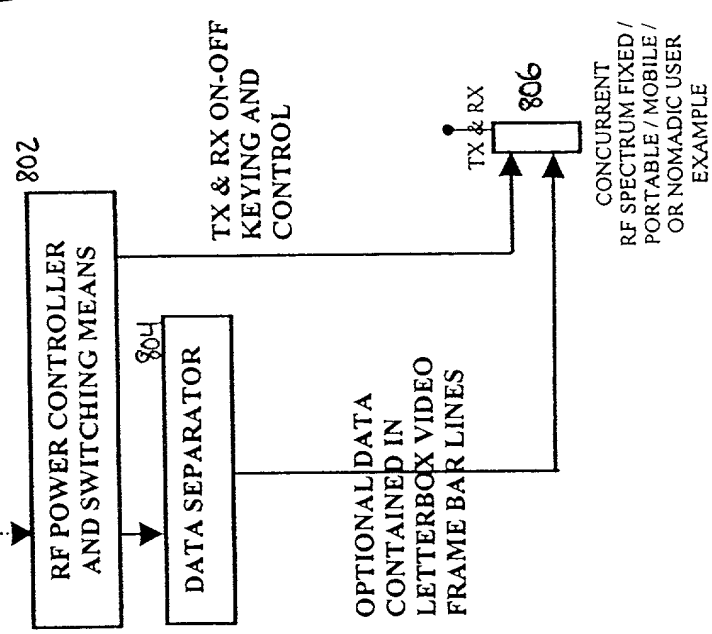 802
RF POWER CONTROLLER
AND SWITCHING MEANS
804
DATA SEPARATOR
TX & RX ON-OFF
KEYING AND
CONTROL
OPTIONAL DATA
CONTAINED IN
LETTERBOX VIDEO
FRAME BAR LINES
TX & RX
806
CONCURRENT
RF SPECTRUM FIXED /
PORTABLE / MOBILE /
OR NOMADIC USER
EXAMPLE